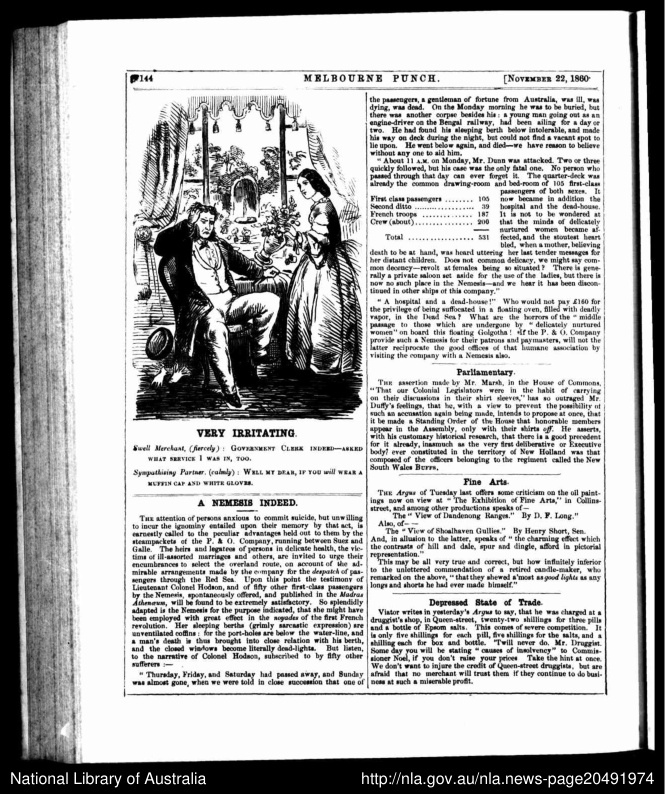 144
MELBOURNE PUNCH.
[NOVEMBER 22, 1860·
VERY IRRITATING.
Swell Merchant, (fiercely) : GOVERNMENT CLERK INDEED—ASKED
WHAT SERVICE I WAS IN, TOO.
Sympathising Partner, (calmly) : WELL MY DEAR, IF YOU will WEAR A
MUFFIN CAP AND WHITE GLOVES.
A NEMESIS INDEED.
THE attention of persons anxious to commit suicide, but unwilling
to incur the ignominy entailed upon their memory by that act, is
earnestly called to the peculiar advantages held out to them by the
steampackets of the P. & O. Company, running between Suez and
Galle. The heirs and legatees of persons in delicate health, the vic-
tims of ill-assorted marriages and others, are invited to urge their
encumbrances to select the overland route, on account of the ad-
mirable arrangements made by the company for the despatch of pas-
sengers through the Red Sea. Upon this point the testimony of
Lieutenant Colonel Hodson, and of fifty other first-class passengers
by the Nemesis, spontaneously offered, and published in the Madras
Athenæum, will be found to be extremely satisfactory. So splendidly
adapted is the Nemesis for the purpose indicated, that she might have
been employed with great effect in the noyades of the first French
revolution. Her sleeping berths (grimly sarcastic expression) are
unventilated coffins : for the port-holes are below the water-line, and
a man's death is thus brought into close relation with his berth,
and the closed windows become literally dead-lights. But listen,
to the narrative of Colonel Hodson, subscribed to by fifty other
sufferers :—
" Thursday, Friday, and Saturday had passed away, and Sunday
was almost gone, when we were told in close succession that one of
the passengers, a gentleman of fortune from Australia, was ill, was
dying, was dead. On the Monday morning he was to be buried, but
there was another corpse besides his : a young man going out as an
engine-driver on the Bengal railway, had been ailing for a day or
two. He had found his sleeping berth below intolerable, and made
his way on deck during the night, but could not find a vacant spot to
lie upon. He went below again, and died—we have reason to believe
without any one to aid him.
" About 11 A.M. on Monday, Mr. Dunn was attacked. Two or three
quickly followed, but his case was the only fatal one. No person who
passed through that day can ever forget it. The quarter-deck was
already the common drawing-room and bed-room of 105 first-class
passengers of both sexes. It
First class passengers ........ 105 now became in addition the
Second ditto ............... 39 hospital and the dead-house.
French troops .............. 187 It is not to be wondered at
Crew (about)............... 200 that the minds of delicately
nurtured women became af-
Total ................... 531 fected, and the stoutest heart
bled, when a mother, believing
death to be at hand, was heard uttering her last tender messages for
her distant children. Does not common delicacy, we might say com-
mon decency—revolt at females being so situated? There is gene-
rally a private saloon set aside for the use of the ladies, but there is
now no such place in the Nemesis—and we hear it has been discon-
tinued in other ships of this company."
" A hospital and a dead-house!" Who would not pay £160 for
the privilege of being suffocated in a floating oven, filled with deadly
vapor, in the Dead Sea? What are the horrors of the " middle
passage to those which are undergone by " delicately nurtured
women" on board this floating Golgotha! If the P. & O. Company
provide such a Nemesis for their patrons and paymasters, will not the
latter reciprocate the good offices of that humane association by
visiting the company with a Nemesis also.
Parliamentary.
THE assertion made by Mr. Marsh, in the House of Commons,
" That our Colonial Legislators were in the habit of carrying
on their discussions in their shirt sleeves," has so outraged Mr.
Duffy's feelings, that he, with a view to prevent the possibility of
such an accusation again being made, intends to propose at once, that
it be made a Standing Order of the House that honorable members
appear in the Assembly, only with their shirts off. He asserts,
with his customary historical research, that there is a good precedent
for it already, inasmuch as the very first deliberative or Executive
body ever constituted in the territory of New Holland was that
composed of the officers belonging to the regiment called the New
South Wales BUFFS.
Fine Arts.
THE Argus of Tuesday last offers some criticism on the oil paint-
ings now on view at " The Exhibition of Fine Arts," in Collins-
street, and among other productions speaks of—
The " View of Dandenong Ranges." By D. F. Long."
Also, of—
The " View of Shoalhaven Gullies." By Henry Short, Sen.
And, in allusion to the latter, speaks of " the charming effect which
the contrasts of hill and dale, spur and dingle, afford in pictorial
representation."
This may be all very true and correct, but how infinitely inferior
to the unlettered commendation of a retired candle-maker, who
remarked on the above, " that they shewed a'most as good lights as any
longs and shorts he had ever made himself."
Depressed State of Trade.
Viator writes in yesterday's Argus to say, that he was charged at a
druggist's shop, in Queen-street, twenty-two shillings for three pills
and a bottle of Epsom salts. This comes of severe competition. It
is only five shillings for each pill, five shillings for the salts, and a
shilling each for box and bottle. 'Twill never do. Mr. Druggist.
Some day you will be stating " causes of insolvency" to Commis-
sioner Noel, if you don't raise your prices Take the hint at once.
We don't want to injure the credit of Queen-street druggists, but are
afraid no merchant will trust them if they continue to do busi-
ness at such a miserable profit.
National Library of Australia
http://nla.gov.au/nla.news-page20491974